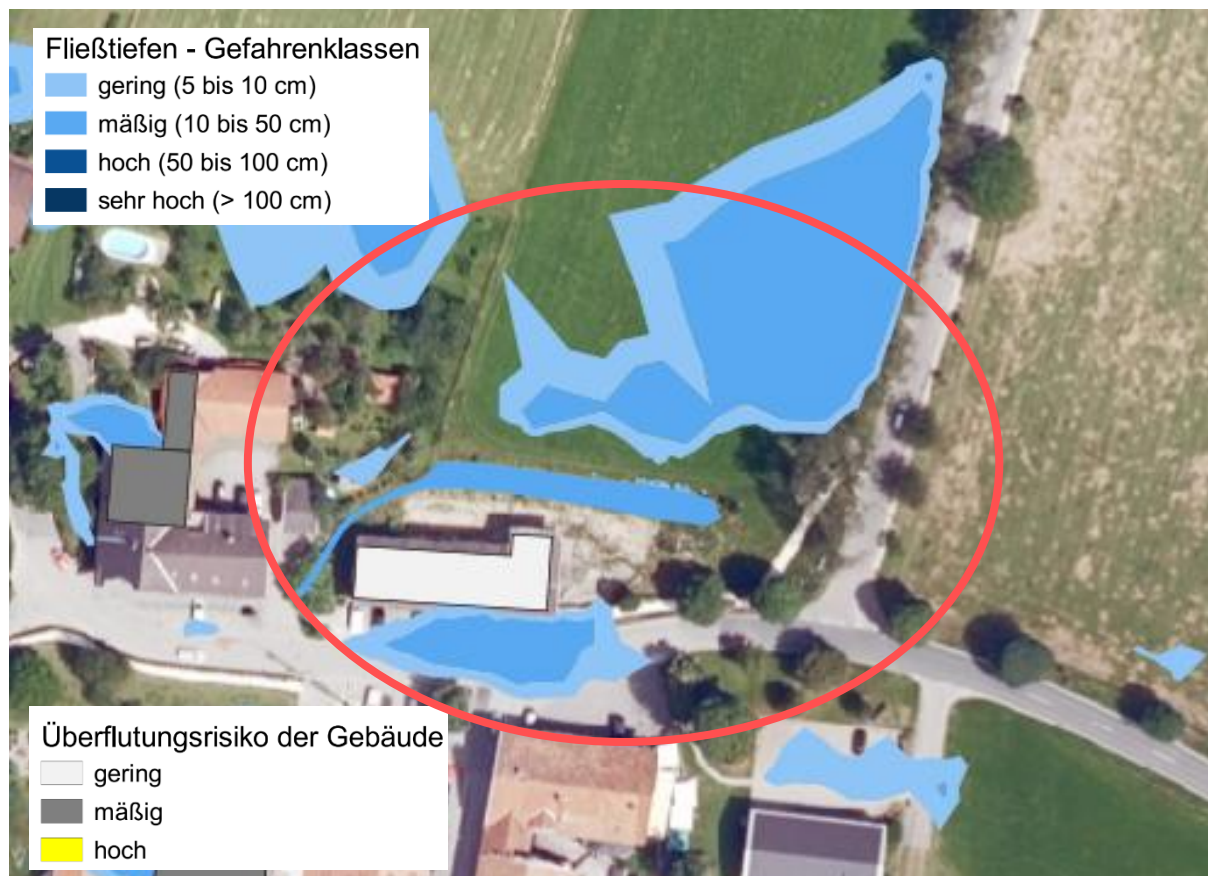 Fließtiefen - Gefahrenklassen
gering (5 bis 10 cm)
mäßig (10 bis 50 cm)
hoch (50 bis 100 cm)
sehr hoch (> 100 cm)
Überflutungsrisiko der Gebäude
gering
mäßig
hoch